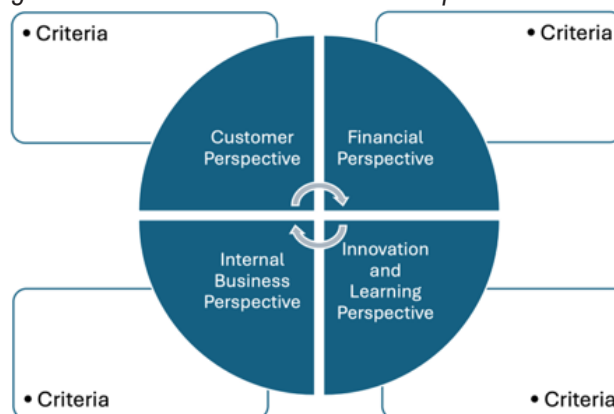 • Criteria
• Criteria
Customer
Perspective
Financial
Perspective
Internal
Business
Perspective
Innovation
and
Learning
Perspective
• Criteria
• Criteria